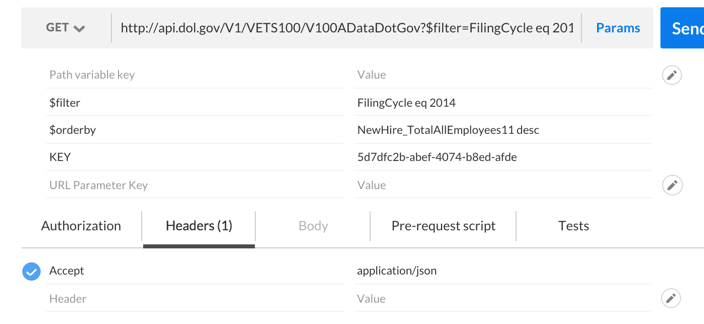 GET http://api.dol.gov/V1/VETS100/V100ADataDotGov?$filter=FilingCycle eq 201 Params Send
Path variable key Value
$filter FilingCycle eq 2014
$orderby NewHire_TotalAllEmployees11 desc
KEY 5d7dfc2b-abef-4074-b8ed-afde
URL Parameter Key Value
Authorization Headers (1) Body Pre-request script Tests
Accept application/json
Header Value